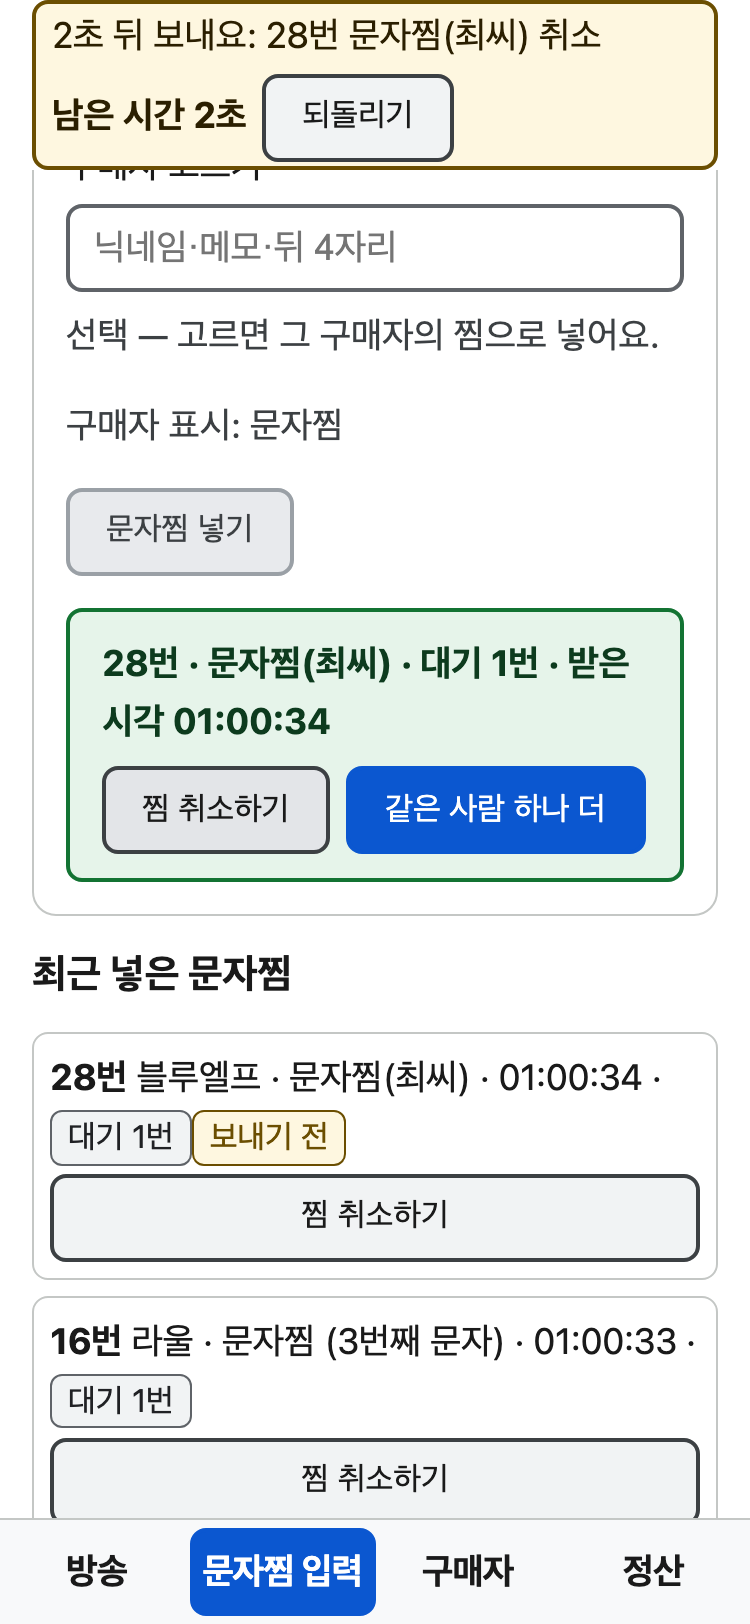 2초 뒤 보내요: 28번 문자찜(최씨) 취소
남은 시간 2초
되돌리기
닉네임·메모·뒤 4자리
선택 — 고르면 그 구매자의 찜으로 넣어요.
구매자 표시: 문자찜
문자찜 넣기
28번 · 문자찜(최씨) · 대기 1번 · 받은
시각 01:00:34
찜 취소하기
같은 사람 하나 더
최근 넣은 문자찜
28번 블루엘프 · 문자찜(최씨) · 01:00:34 ·
대기 1번
보내기 전
찜 취소하기
16번 라울 · 문자찜 (3번째 문자) · 01:00:33 ·
대기 1번
찜 취소하기
방송
문자찜 입력
구매자
정산